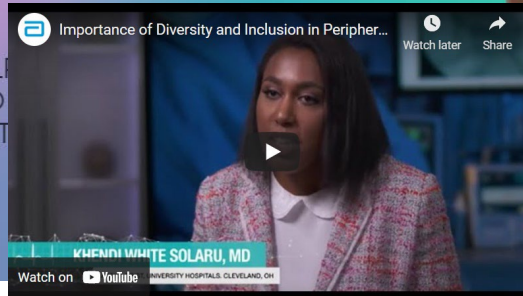 Importance of Diversity and Inclusion in Peripher...
Watch later
Share
KHENDI WHITE SOLARU, MD
UNIVERSITY HOSPITALS. CLEVELAND, OH
Watch on YouTube